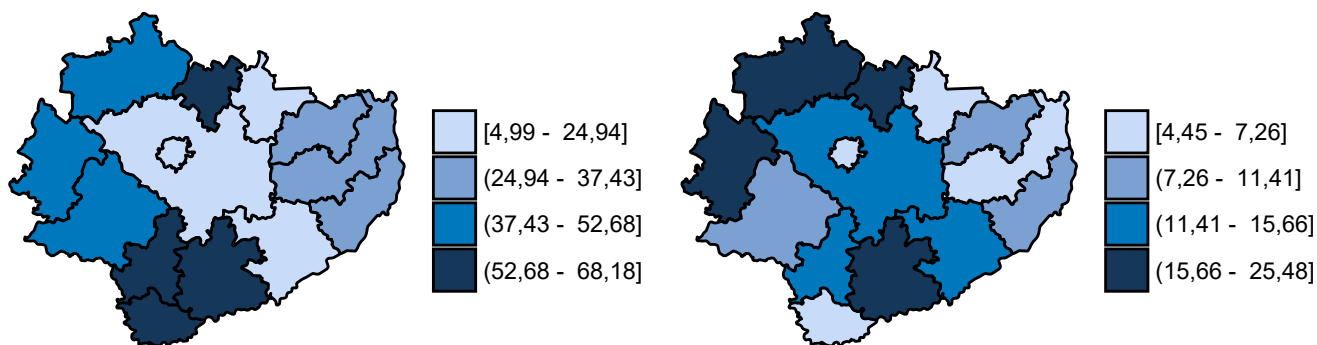 [4,99 - 24,94]
(24,94 - 37,43]
(37,43 - 52,68]
(52,68 - 68,18]
[4,45 - 7,26]
(7,26 - 11,41]
(11,41 - 15,66]
(15,66 - 25,48]